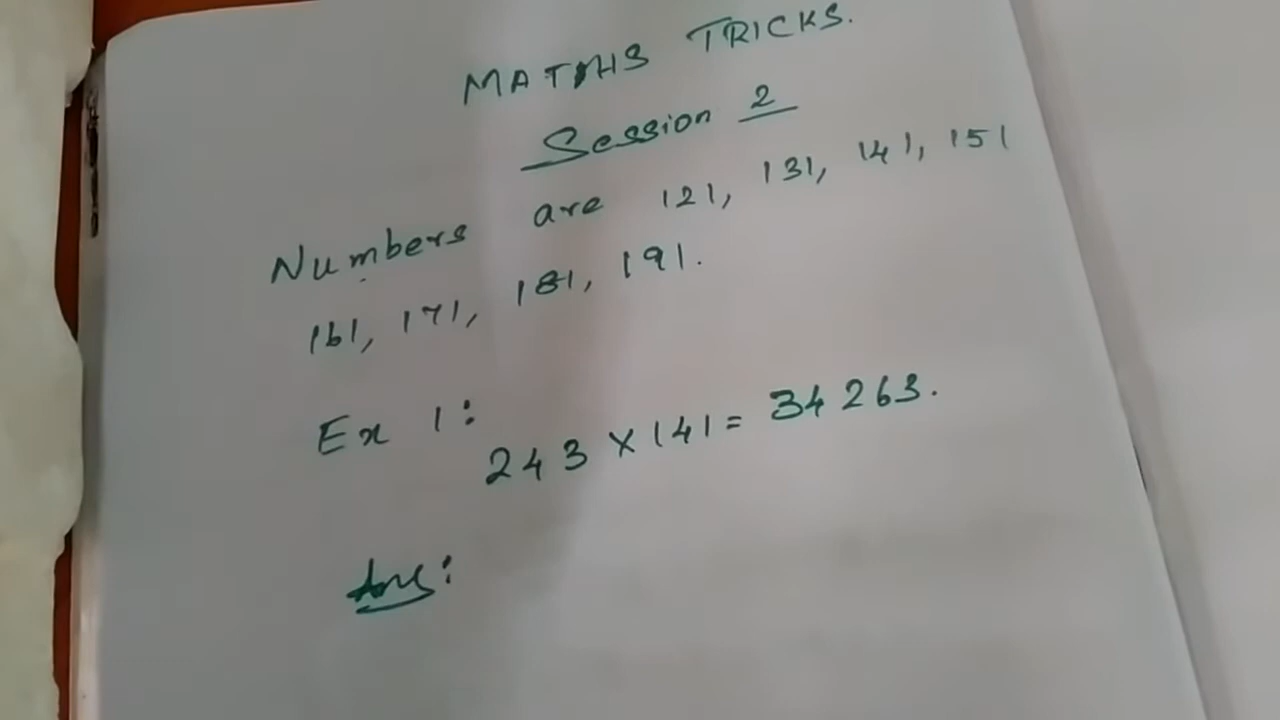 MATHS TRICKS.
Session 2
Numbers are 121, 131, 141, 151
161, 171, 181, 191.
Ex 1:
243 x 141 = 34263.
Ans: